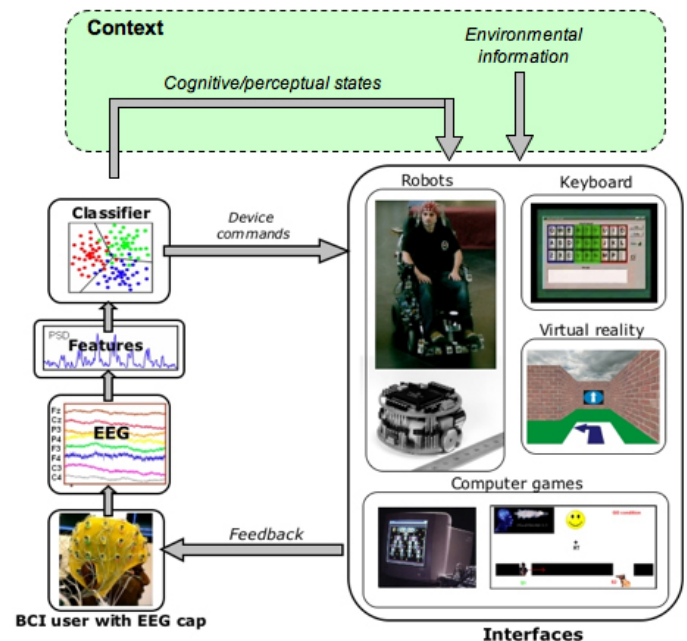 Context
Environmental
information
Cognitive/perceptual states
Robots
Keyboard
Classifier
Device
commands
Virtual reality
PSD
Features
Fz
Cz
P3
P4
F3
F4
C3
C4
EEG
Computer games
Feedback
BCI user with EEG cap
Interfaces